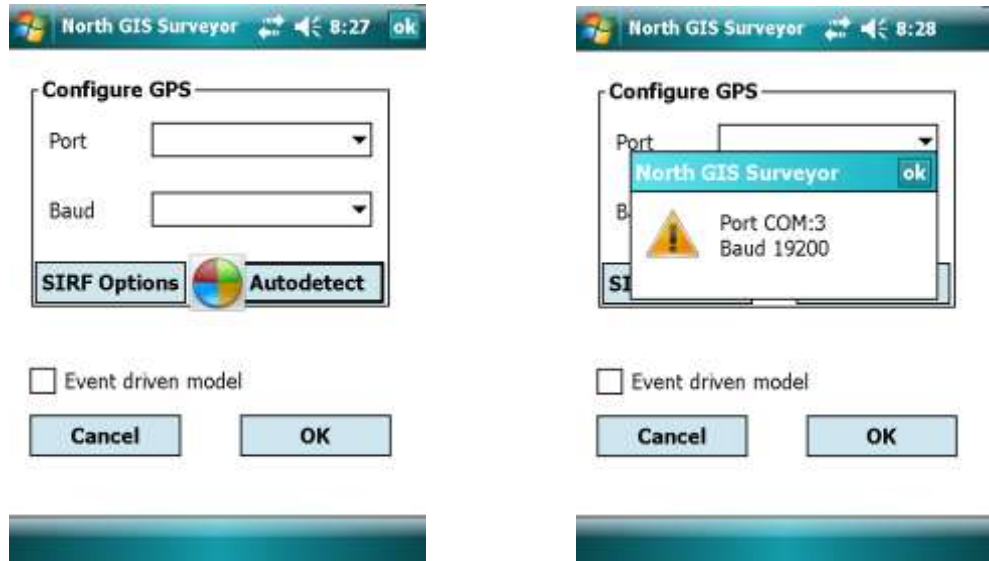 North GIS Surveyor 8:27 ok
Configure GPS
Port
Baud
SIRF Options Autodetect
Event driven model
Cancel OK
North GIS Surveyor 8:28
Configure GPS
Port
North GIS Surveyor ok
Port COM:3
Baud 19200
B
SI
Event driven model
Cancel OK